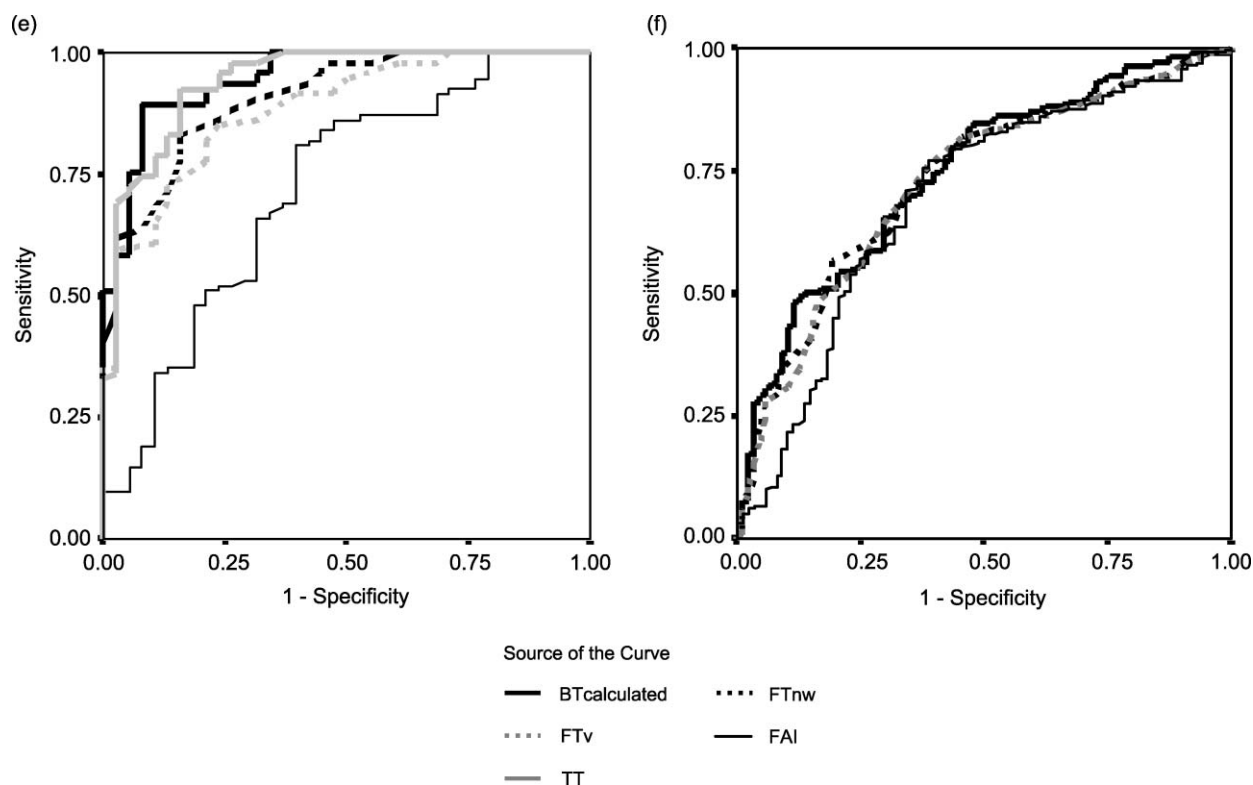 (e)
1.00
0.75
0.50
0.25
0.00
Sensitivity
0.00 0.25 0.50 0.75 1.00
1 - Specificity
(f)
1.00
0.75
0.50
0.25
0.00
Sensitivity
0.00 0.25 0.50 0.75 1.00
1 - Specificity
Source of the Curve
BTcalculated FTnw
FTv FAI
TT